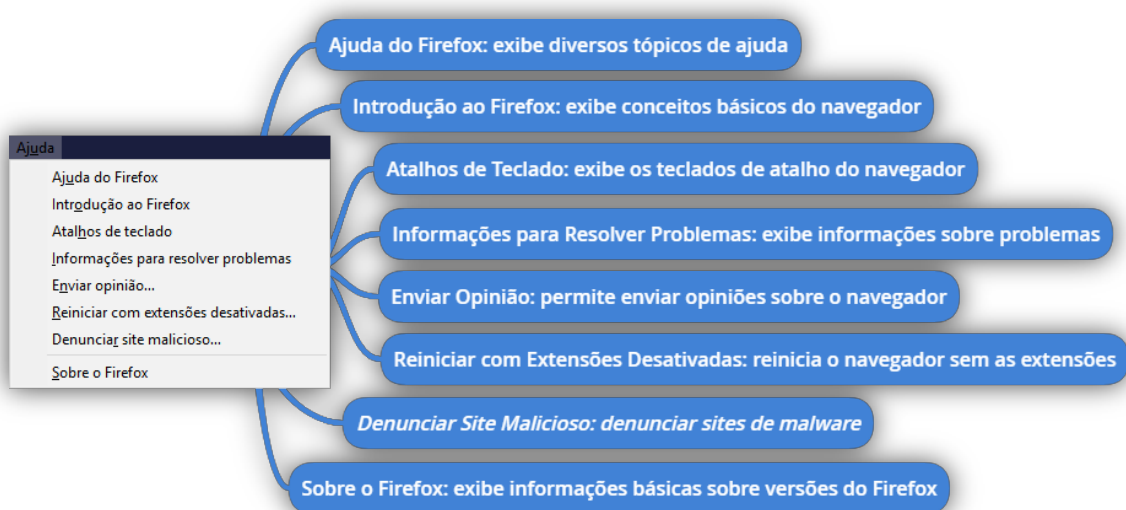 Ajuda do Firefox: exibe diversos tópicos de ajuda
Introdução ao Firefox: exibe conceitos básicos do navegador
Ajuda
Ajuda do Firefox
Introdução ao Firefox
Atalhos de teclado
Informações para resolver problemas
Enviar opinião...
Reiniciar com extensões desativadas...
Denunciar site malicioso...
Sobre o Firefox
Atalhos de Teclado: exibe os teclados de atalho do navegador
Informações para Resolver Problemas: exibe informações sobre problemas
Enviar Opinião: permite enviar opiniões sobre o navegador
Reiniciar com Extensões Desativadas: reinicia o navegador sem as extensões
Denunciar Site Malicioso: denunciar sites de malware
Sobre o Firefox: exibe informações básicas sobre versões do Firefox